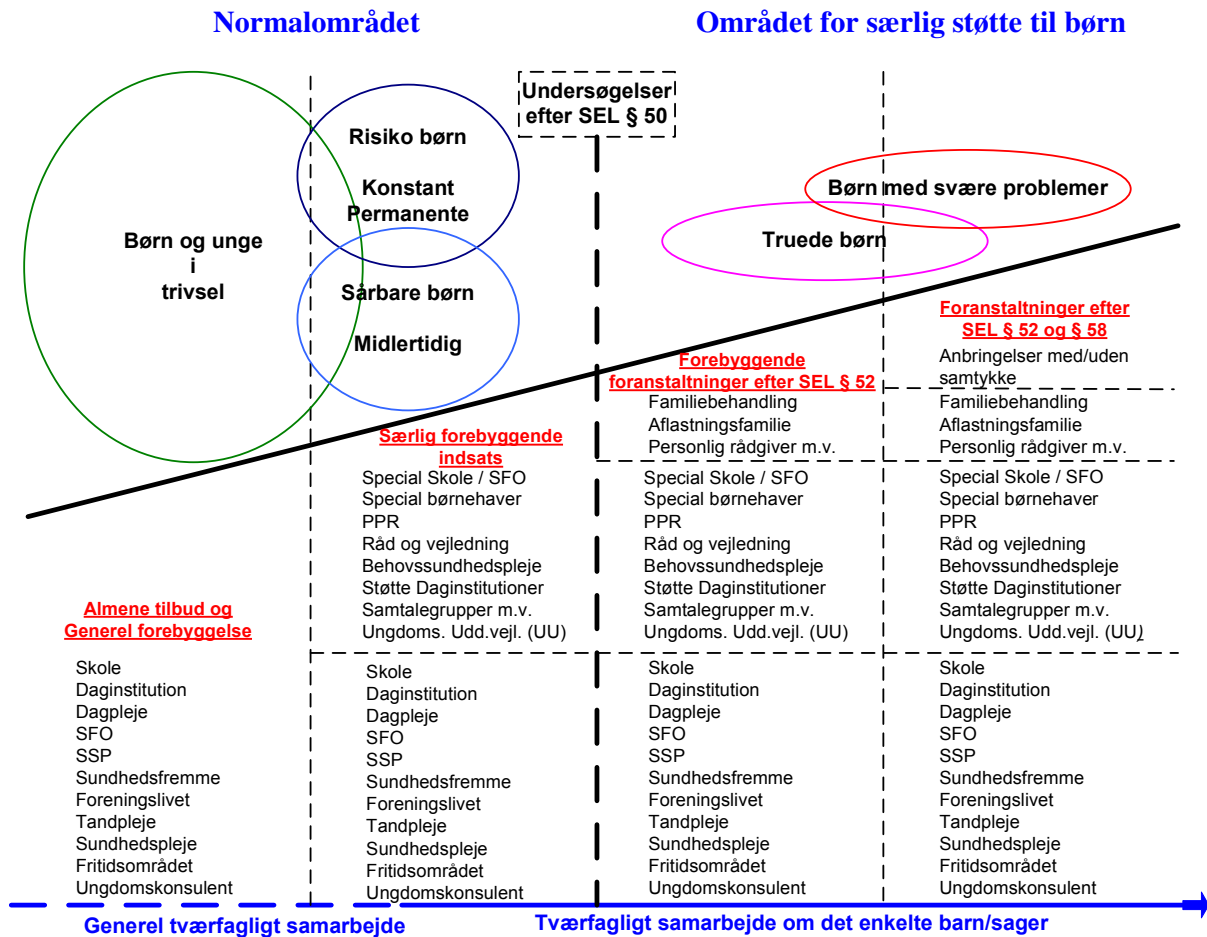 Normalområdet
Området for særlig støtte til børn
Undersøgelser
efter SEL § 50
Risiko børn
Konstant
Permanente
Børn og unge
i
trivsel
Sårbare børn
Midlertidig
Børn med svære problemer
Truede børn
Almene tilbud og
Generel forebyggelse
Skole
Daginstitution
Dagpleje
SFO
SSP
Sundhedsfremme
Foreningslivet
Tandpleje
Sundhedspleje
Fritidsområdet
Ungdomskonsulent
Særlig forebyggende
indsats
Special Skole / SFO
Special børnehaver
PPR
Råd og vejledning
Behovssundhedspleje
Støtte Daginstitutioner
Samtalegrupper m.v.
Ungdoms. Udd.vejl. (UU)
Skole
Daginstitution
Dagpleje
SFO
SSP
Sundhedsfremme
Foreningslivet
Tandpleje
Sundhedspleje
Fritidsområdet
Ungdomskonsulent
Forebyggende
foranstaltninger efter SEL § 52
Familiebehandling
Aflastningsfamilie
Personlig rådgiver m.v.
Special Skole / SFO
Special børnehaver
PPR
Råd og vejledning
Behovssundhedspleje
Støtte Daginstitutioner
Samtalegrupper m.v.
Ungdoms. Udd.vejl. (UU)
Skole
Daginstitution
Dagpleje
SFO
SSP
Sundhedsfremme
Foreningslivet
Tandpleje
Sundhedspleje
Fritidsområdet
Ungdomskonsulent
Foranstaltninger efter
SEL § 52 og § 58
Anbringelser med/uden
samtykke
Familiebehandling
Aflastningsfamilie
Personlig rådgiver m.v.
Special Skole / SFO
Special børnehaver
PPR
Råd og vejledning
Behovssundhedspleje
Støtte Daginstitutioner
Samtalegrupper m.v.
Ungdoms. Udd.vejl. (UU)
Skole
Daginstitution
Dagpleje
SFO
SSP
Sundhedsfremme
Foreningslivet
Tandpleje
Sundhedspleje
Fritidsområdet
Ungdomskonsulent
Generel tværfagligt samarbejde
Tværfagligt samarbejde om det enkelte barn/sager